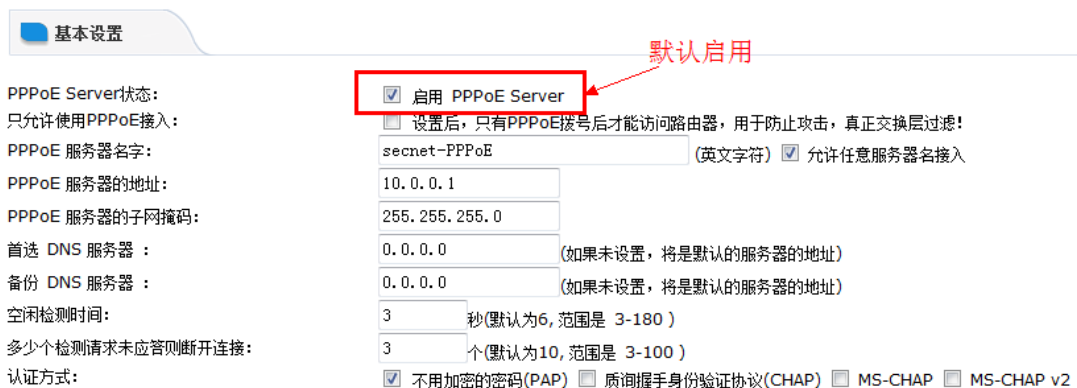 基本设置
默认启用
PPPoE Server状态: 启用 PPPoE Server
只允许使用PPPoE接入: 设置后，只有PPPoE拨号后才能访问路由器，用于防止攻击，真正交换层过滤!
PPPoE 服务器名字: secnet-PPPoE (英文字符) 允许任意服务器名接入
PPPoE 服务器的地址: 10.0.0.1
PPPoE 服务器的子网掩码: 255.255.255.0
首选 DNS 服务器 : 0.0.0.0 (如果未设置，将是默认的服务器的地址)
备份 DNS 服务器 : 0.0.0.0 (如果未设置，将是默认的服务器的地址)
空闲检测时间: 3 秒(默认为6, 范围是 3-180 )
多少个检测请求未应答则断开连接: 3 个(默认为10, 范围是 3-100 )
认证方式: 不用加密的密码(PAP) 质询握手身份验证协议(CHAP) MS-CHAP MS-CHAP v2